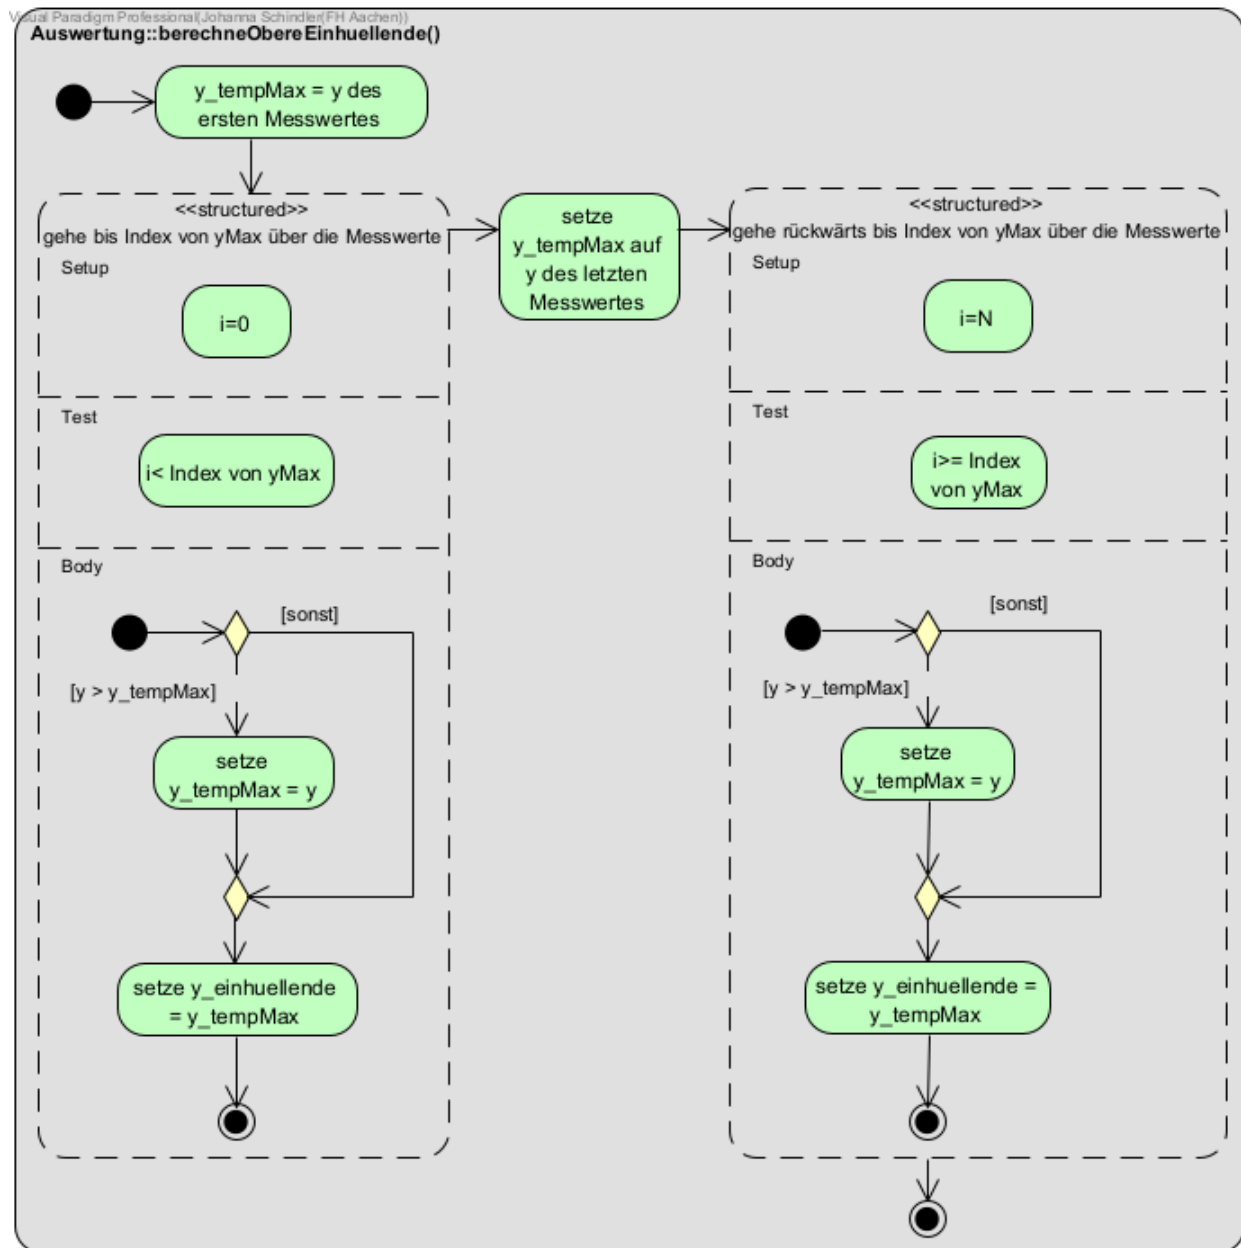 Visual Paradigm Professional(Johanna Schindler(FH Aachen))
Auswertung::berechneObereEinhuellende()
y_tempMax = y des
ersten Messwertes
<<structured>>
gehe bis Index von yMax über die Messwerte
Setup
i=0
Test
i< Index von yMax
Body
[sonst]
[y > y_tempMax]
setze
y_tempMax = y
setze y_einhuellende
= y_tempMax
setze
y_tempMax auf
y des letzten
Messwertes
<<structured>>
gehe rückwärts bis Index von yMax über die Messwerte
Setup
i=N
Test
i>= Index
von yMax
Body
[sonst]
[y > y_tempMax]
setze
y_tempMax = y
setze y_einhuellende =
y_tempMax